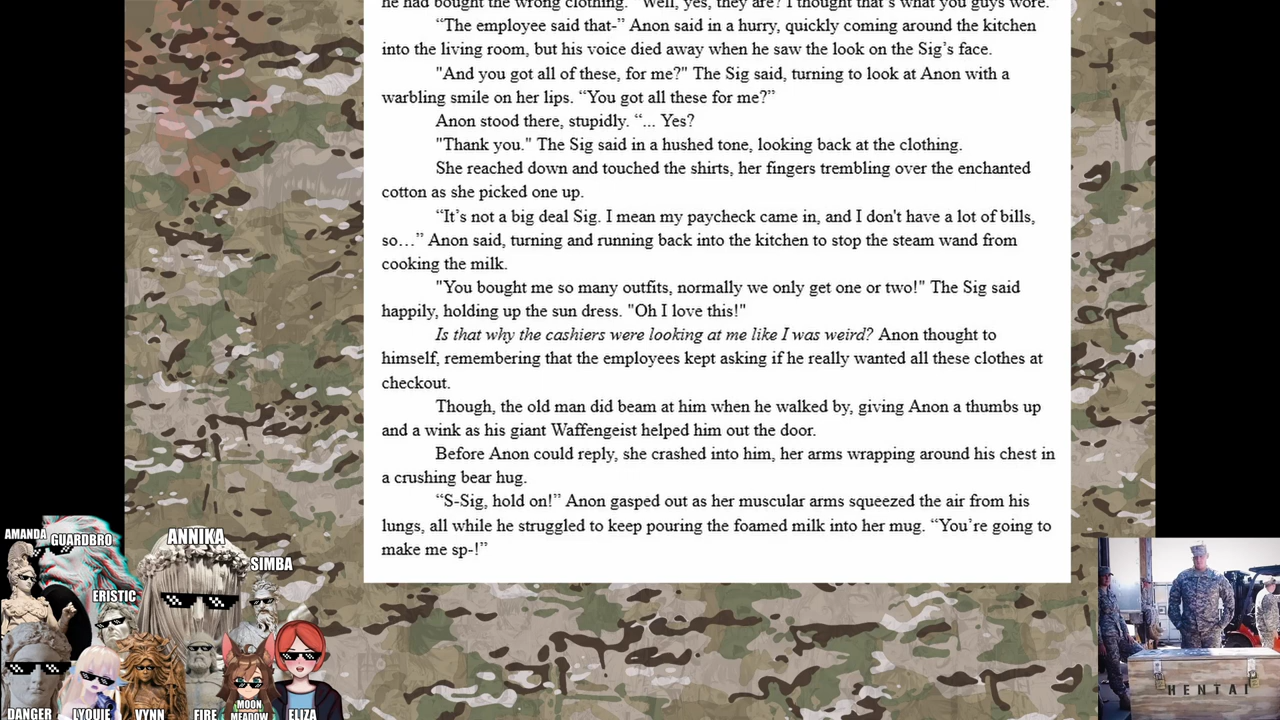 he had bought the wrong clothing. “Well, yes, they are? I thought that’s what you guys wore.”
“The employee said that-” Anon said in a hurry, quickly coming around the kitchen
into the living room, but his voice died away when he saw the look on the Sig’s face.
"And you got all of these, for me?" The Sig said, turning to look at Anon with a
warbling smile on her lips. “You got all these for me?”
Anon stood there, stupidly. “... Yes?
"Thank you." The Sig said in a hushed tone, looking back at the clothing.
She reached down and touched the shirts, her fingers trembling over the enchanted
cotton as she picked one up.
“It’s not a big deal Sig. I mean my paycheck came in, and I don't have a lot of bills,
so…” Anon said, turning and running back into the kitchen to stop the steam wand from
cooking the milk.
"You bought me so many outfits, normally we only get one or two!" The Sig said
happily, holding up the sun dress. "Oh I love this!"
Is that why the cashiers were looking at me like I was weird? Anon thought to
himself, remembering that the employees kept asking if he really wanted all these clothes at
checkout.
Though, the old man did beam at him when he walked by, giving Anon a thumbs up
and a wink as his giant Waffengeist helped him out the door.
Before Anon could reply, she crashed into him, her arms wrapping around his chest in
a crushing bear hug.
“S-Sig, hold on!” Anon gasped out as her muscular arms squeezed the air from his
lungs, all while he struggled to keep pouring the foamed milk into her mug. “You’re going to
make me sp-!”
AMANDA
GUARDBRO
ANNIKA
SIMBA
ERISTIC
DANGER
LYQUIE
VYNN
FIRE
MOON
MEADOW
ELIZA
HENTAI